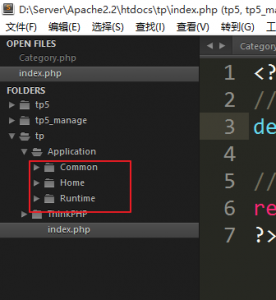 D:\Server\Apache2.2\htdocs\tp\index.php (tp5, tp5_ma
文件(F) 编辑(E) 选择(S) 查找(I) 查看(V) 转到(G) 工
OPEN FILES
Category.php
index.php
FOLDERS
tp5
tp5_manage
tp
Application
Common
Home
Runtime
ThinkPHP
index.php
Category.
1 <?
2 //
3 de
4
5 //
6 re
7 ?>